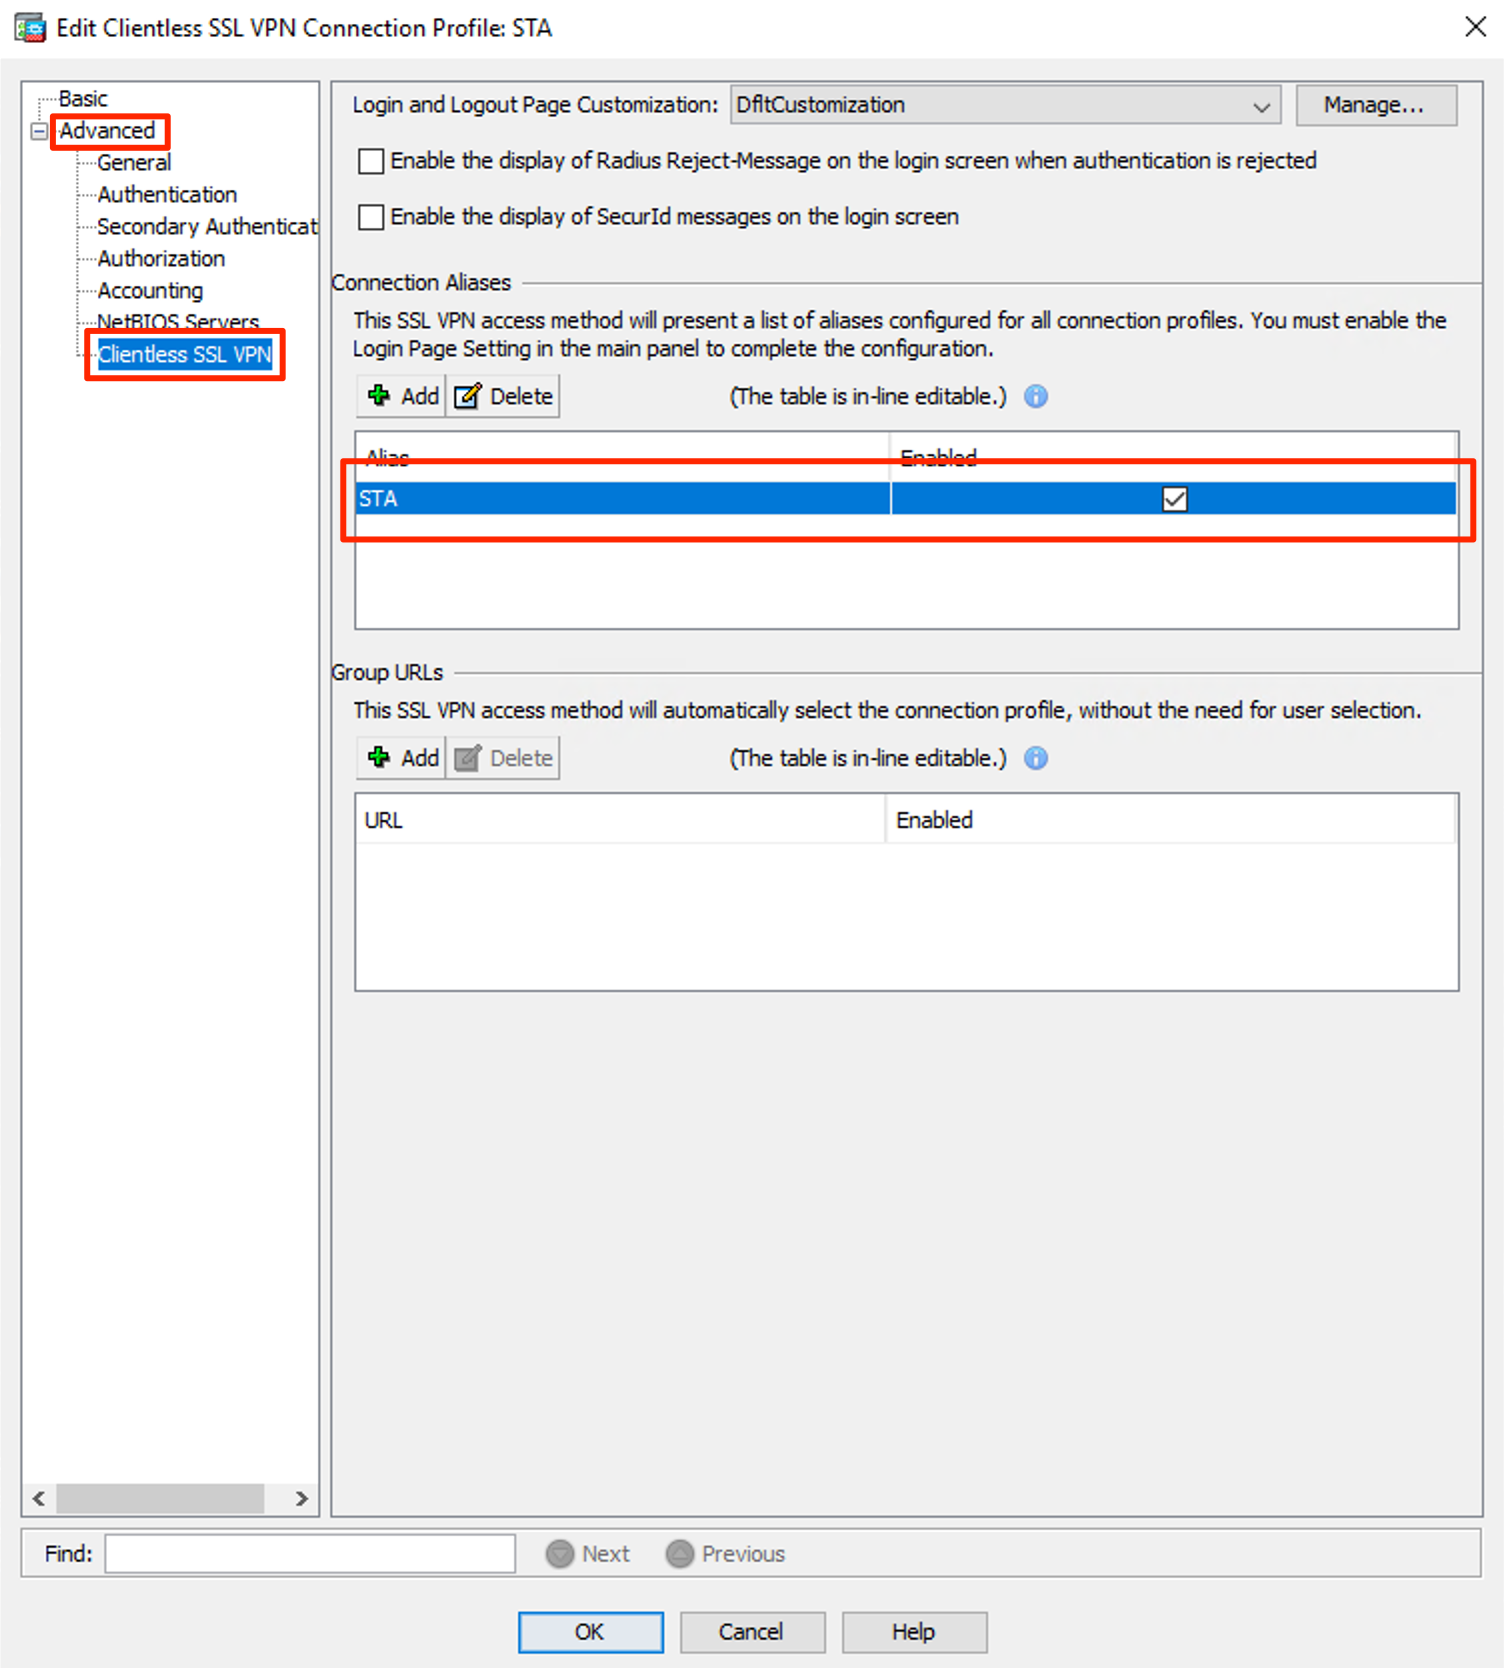 Edit Clientless SSL VPN Connection Profile: STA
Basic
Advanced
General
Authentication
Secondary Authenticati
Authorization
Accounting
NetBIOS Servers
Clientless SSL VPN
Login and Logout Page Customization: DfltCustomization Manage...
Enable the display of Radius Reject-Message on the login screen when authentication is rejected
Enable the display of SecurId messages on the login screen
Connection Aliases
This SSL VPN access method will present a list of aliases configured for all connection profiles. You must enable the
Login Page Setting in the main panel to complete the configuration.
Add Delete (The table is in-line editable.)
Alias Enabled
STA
Group URLs
This SSL VPN access method will automatically select the connection profile, without the need for user selection.
Add Delete (The table is in-line editable.)
URL Enabled
Find: Next Previous
OK Cancel Help